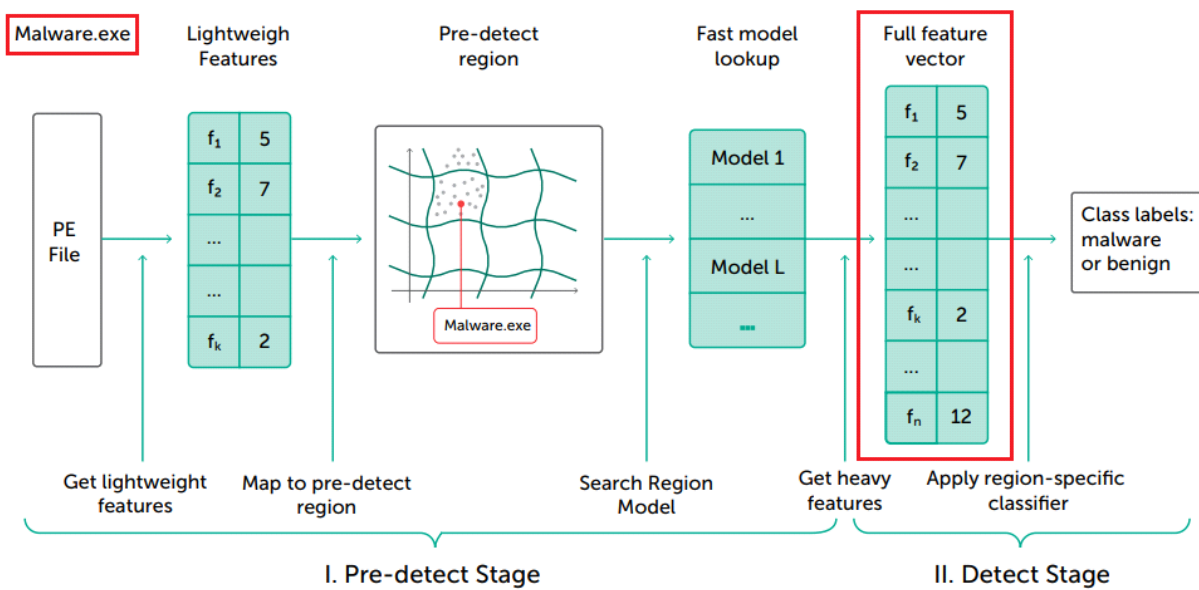 Malware.exe
Lightweigh
Features
Pre-detect
region
Fast model
lookup
Full feature
vector
PE
File
f1 5
f2 7
...
...
fk 2
Malware.exe
Model 1
...
Model L
...
f1 5
f2 7
...
...
fk 2
...
fn 12
Class labels:
malware
or benign
Get lightweight
features
Map to pre-detect
region
Search Region
Model
Get heavy
features
Apply region-specific
classifier
I. Pre-detect Stage
II. Detect Stage